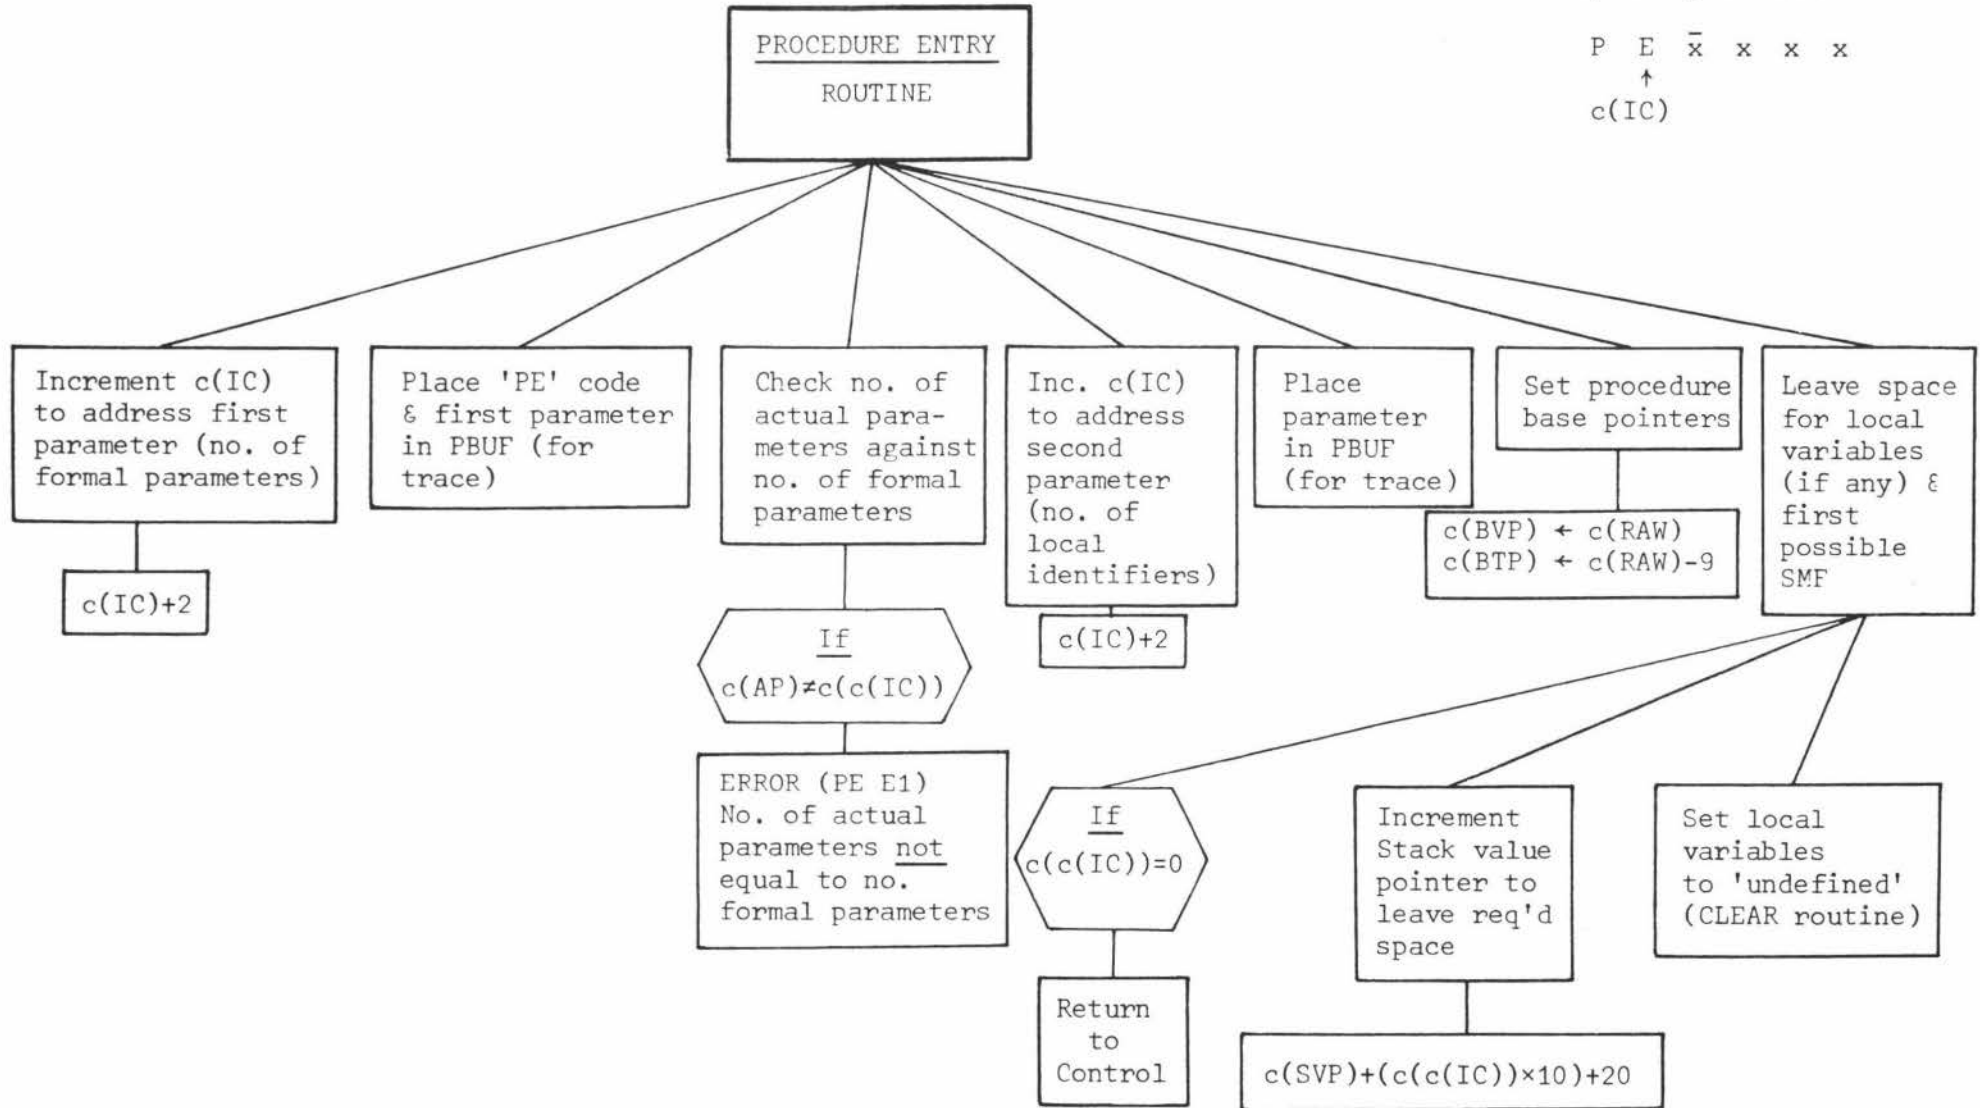 PROCEDURE ENTRY
ROUTINE
P E x̄ x x x
↑
c(IC)
Increment c(IC)
to address first
parameter (no. of
formal parameters)
c(IC)+2
Place 'PE' code
& first parameter
in PBUF (for
trace)
Check no. of
actual para-
meters against
no. of formal
parameters
If
c(AP)≠c(c(IC))
ERROR (PE E1)
No. of actual
parameters not
equal to no.
formal parameters
Inc. c(IC)
to address
second
parameter
(no. of
local
identifiers)
c(IC)+2
Place
parameter
in PBUF
(for trace)
Set procedure
base pointers
c(BVP) ← c(RAW)
c(BTP) ← c(RAW)-9
Leave space
for local
variables
(if any) &
first
possible
SMF
If
c(c(IC))=0
Return
to
Control
Increment
Stack value
pointer to
leave req'd
space
c(SVP)+(c(c(IC))×10)+20
Set local
variables
to 'undefined'
(CLEAR routine)